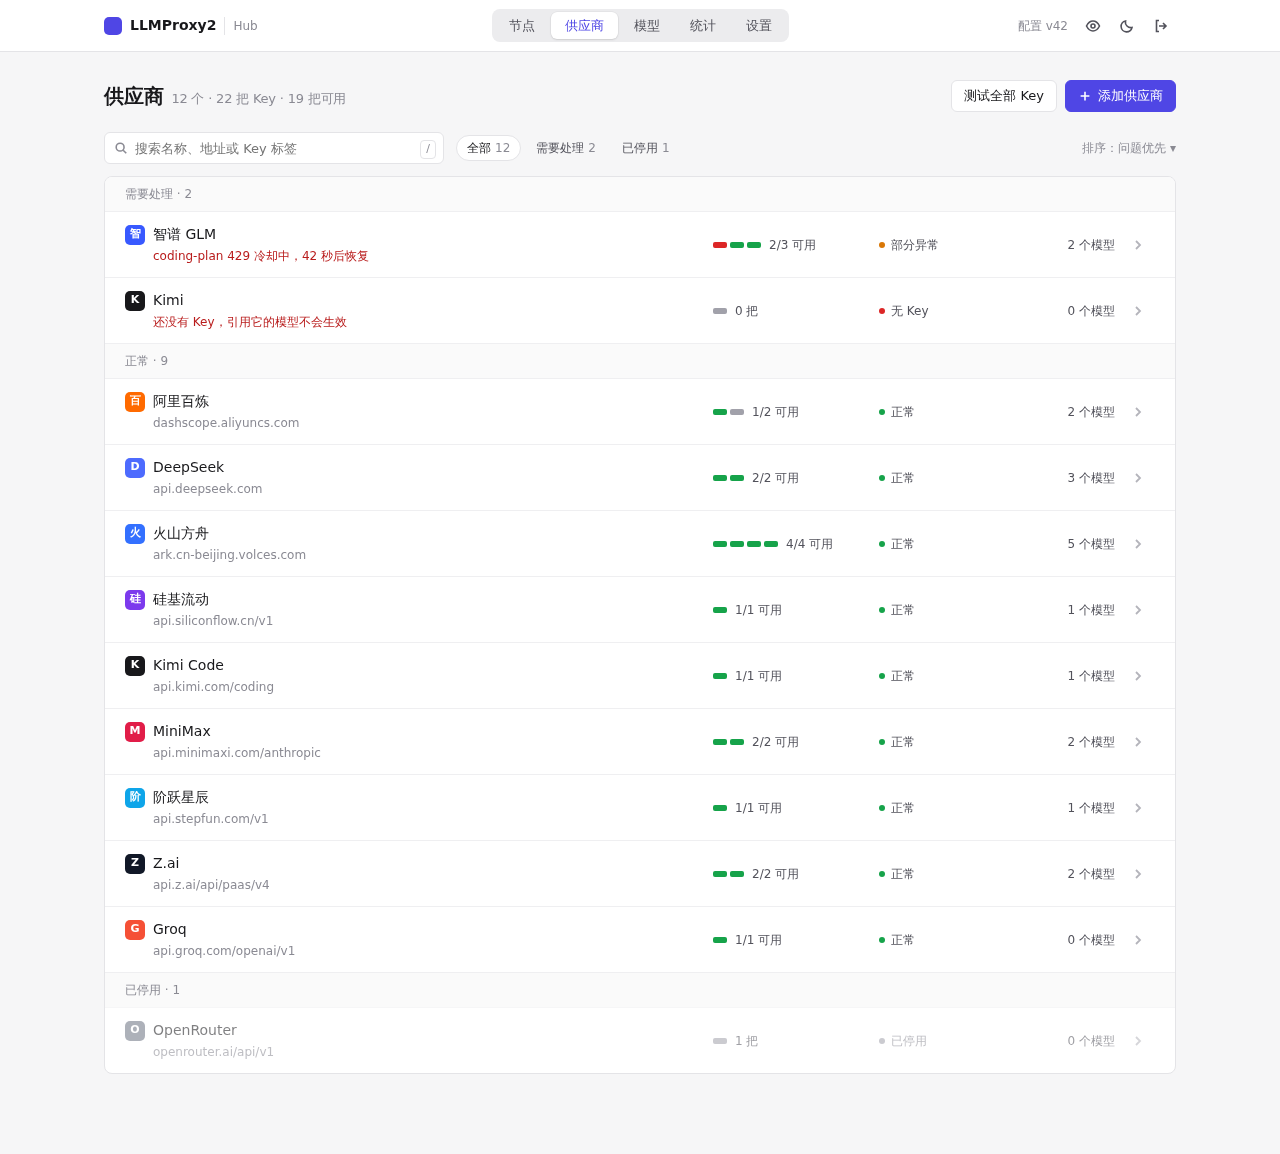 LLMProxy2 Hub 节点 供应商 模型 统计 设置 配置 v42
供应商 12 个 · 22 把 Key · 19 把可用 测试全部 Key + 添加供应商
搜索名称、地址或 Key 标签 / 全部 12 需要处理 2 已停用 1 排序：问题优先 ▾
需要处理 · 2
智 智谱 GLM
coding-plan 429 冷却中，42 秒后恢复
2/3 可用 部分异常 2 个模型
K Kimi
还没有 Key，引用它的模型不会生效
0 把 无 Key 0 个模型
正常 · 9
百 阿里百炼
dashscope.aliyuncs.com
1/2 可用 正常 2 个模型
D DeepSeek
api.deepseek.com
2/2 可用 正常 3 个模型
火 火山方舟
ark.cn-beijing.volces.com
4/4 可用 正常 5 个模型
硅 硅基流动
api.siliconflow.cn/v1
1/1 可用 正常 1 个模型
K Kimi Code
api.kimi.com/coding
1/1 可用 正常 1 个模型
M MiniMax
api.minimaxi.com/anthropic
2/2 可用 正常 2 个模型
阶 阶跃星辰
api.stepfun.com/v1
1/1 可用 正常 1 个模型
Z Z.ai
api.z.ai/api/paas/v4
2/2 可用 正常 2 个模型
G Groq
api.groq.com/openai/v1
1/1 可用 正常 0 个模型
已停用 · 1
O OpenRouter
openrouter.ai/api/v1
1 把 已停用 0 个模型